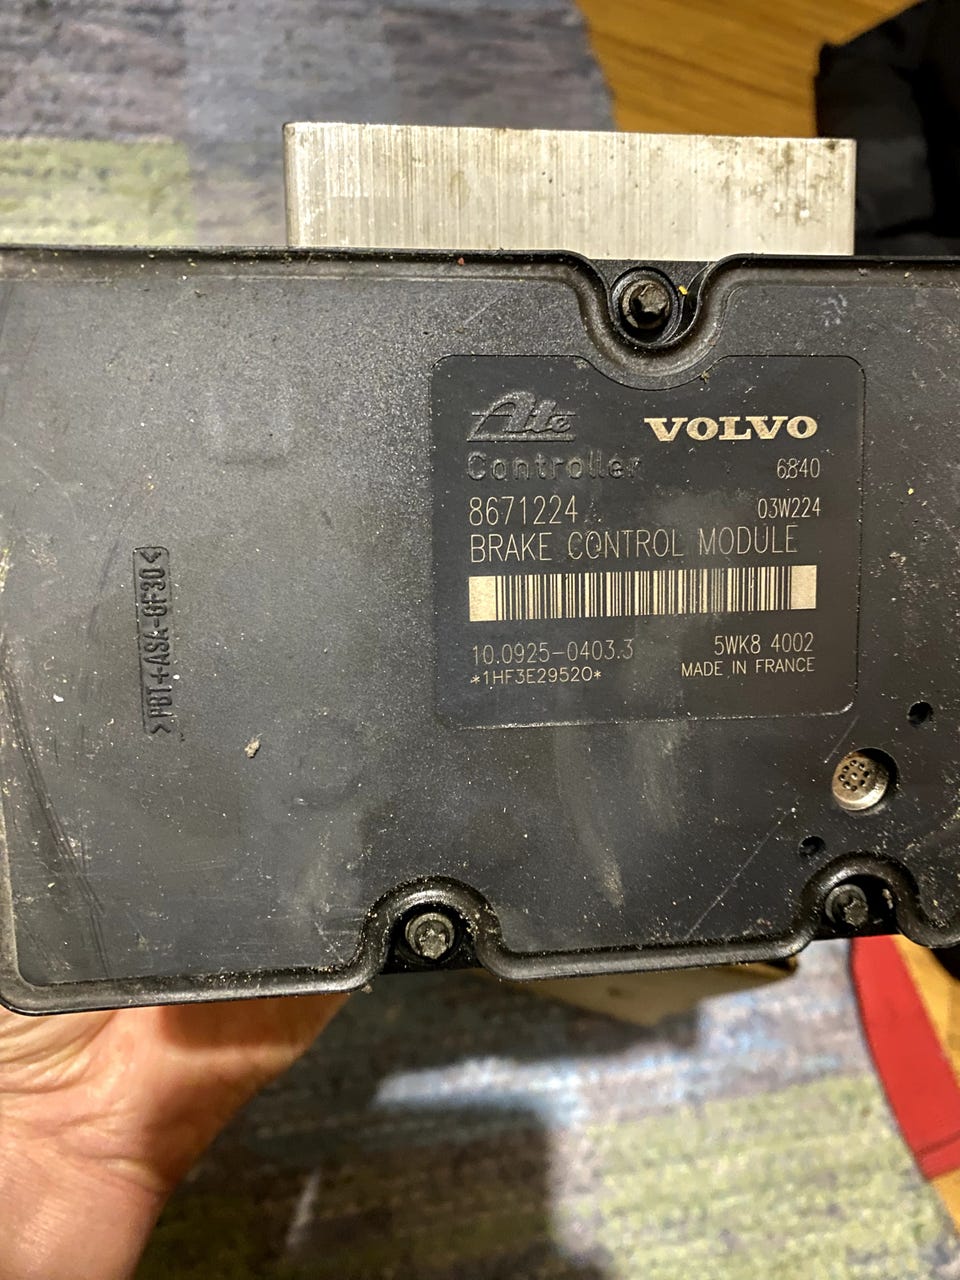 Ate
VOLVO
Controller
6840
8671224
03W224
BRAKE CONTROL MODULE
10.0925-0403.3
5WK8 4002
*1HF3E29520*
MADE IN FRANCE
>PBT+ASA-GF30<